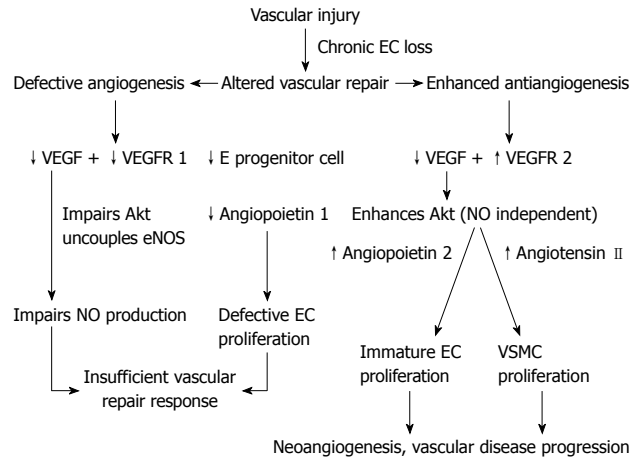 Vascular injury
Chronic EC loss
Defective angiogenesis
Altered vascular repair
Enhanced antiangiogenesis
↓ VEGF + ↓ VEGFR 1
↓ E progenitor cell
↓ VEGF + ↑ VEGFR 2
Impairs Akt
uncouples eNOS
↓ Angiopoietin 1
Enhances Akt (NO independent)
↑ Angiopoietin 2
↑ Angiotensin Ⅱ
Impairs NO production
Defective EC
proliferation
Immature EC
proliferation
VSMC
proliferation
Insufficient vascular
repair response
Neoangiogenesis, vascular disease progression